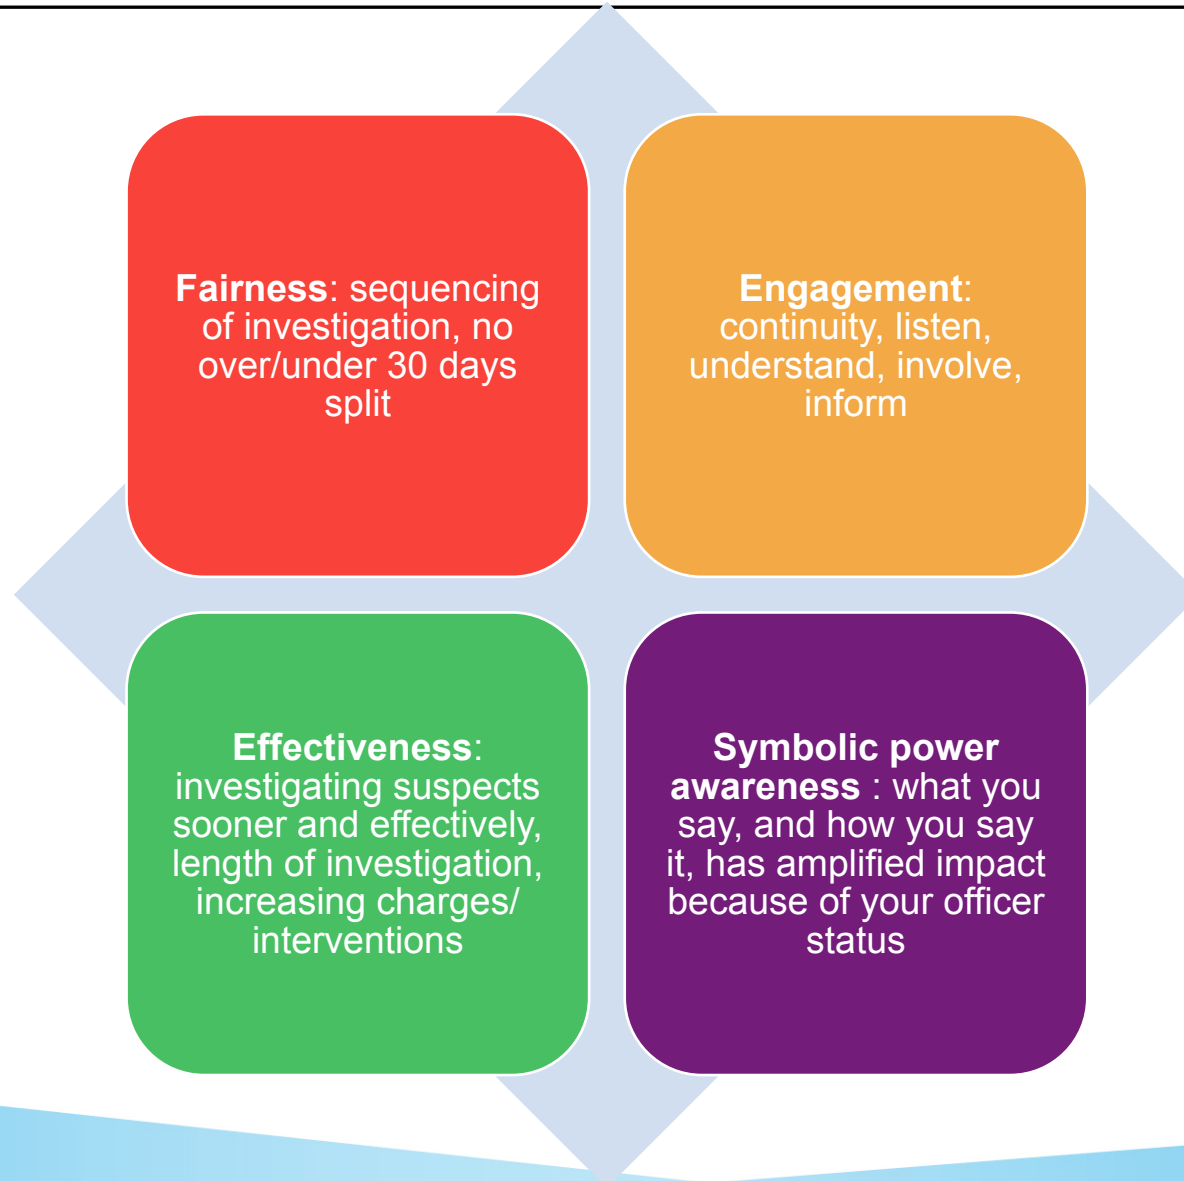 Fairness: sequencing
of investigation, no
over/under 30 days
split
Engagement:
continuity, listen,
understand, involve,
inform
Effectiveness:
investigating suspects
sooner and effectively,
length of investigation,
increasing charges/
interventions
Symbolic power
awareness : what you
say, and how you say
it, has amplified impact
because of your officer
status